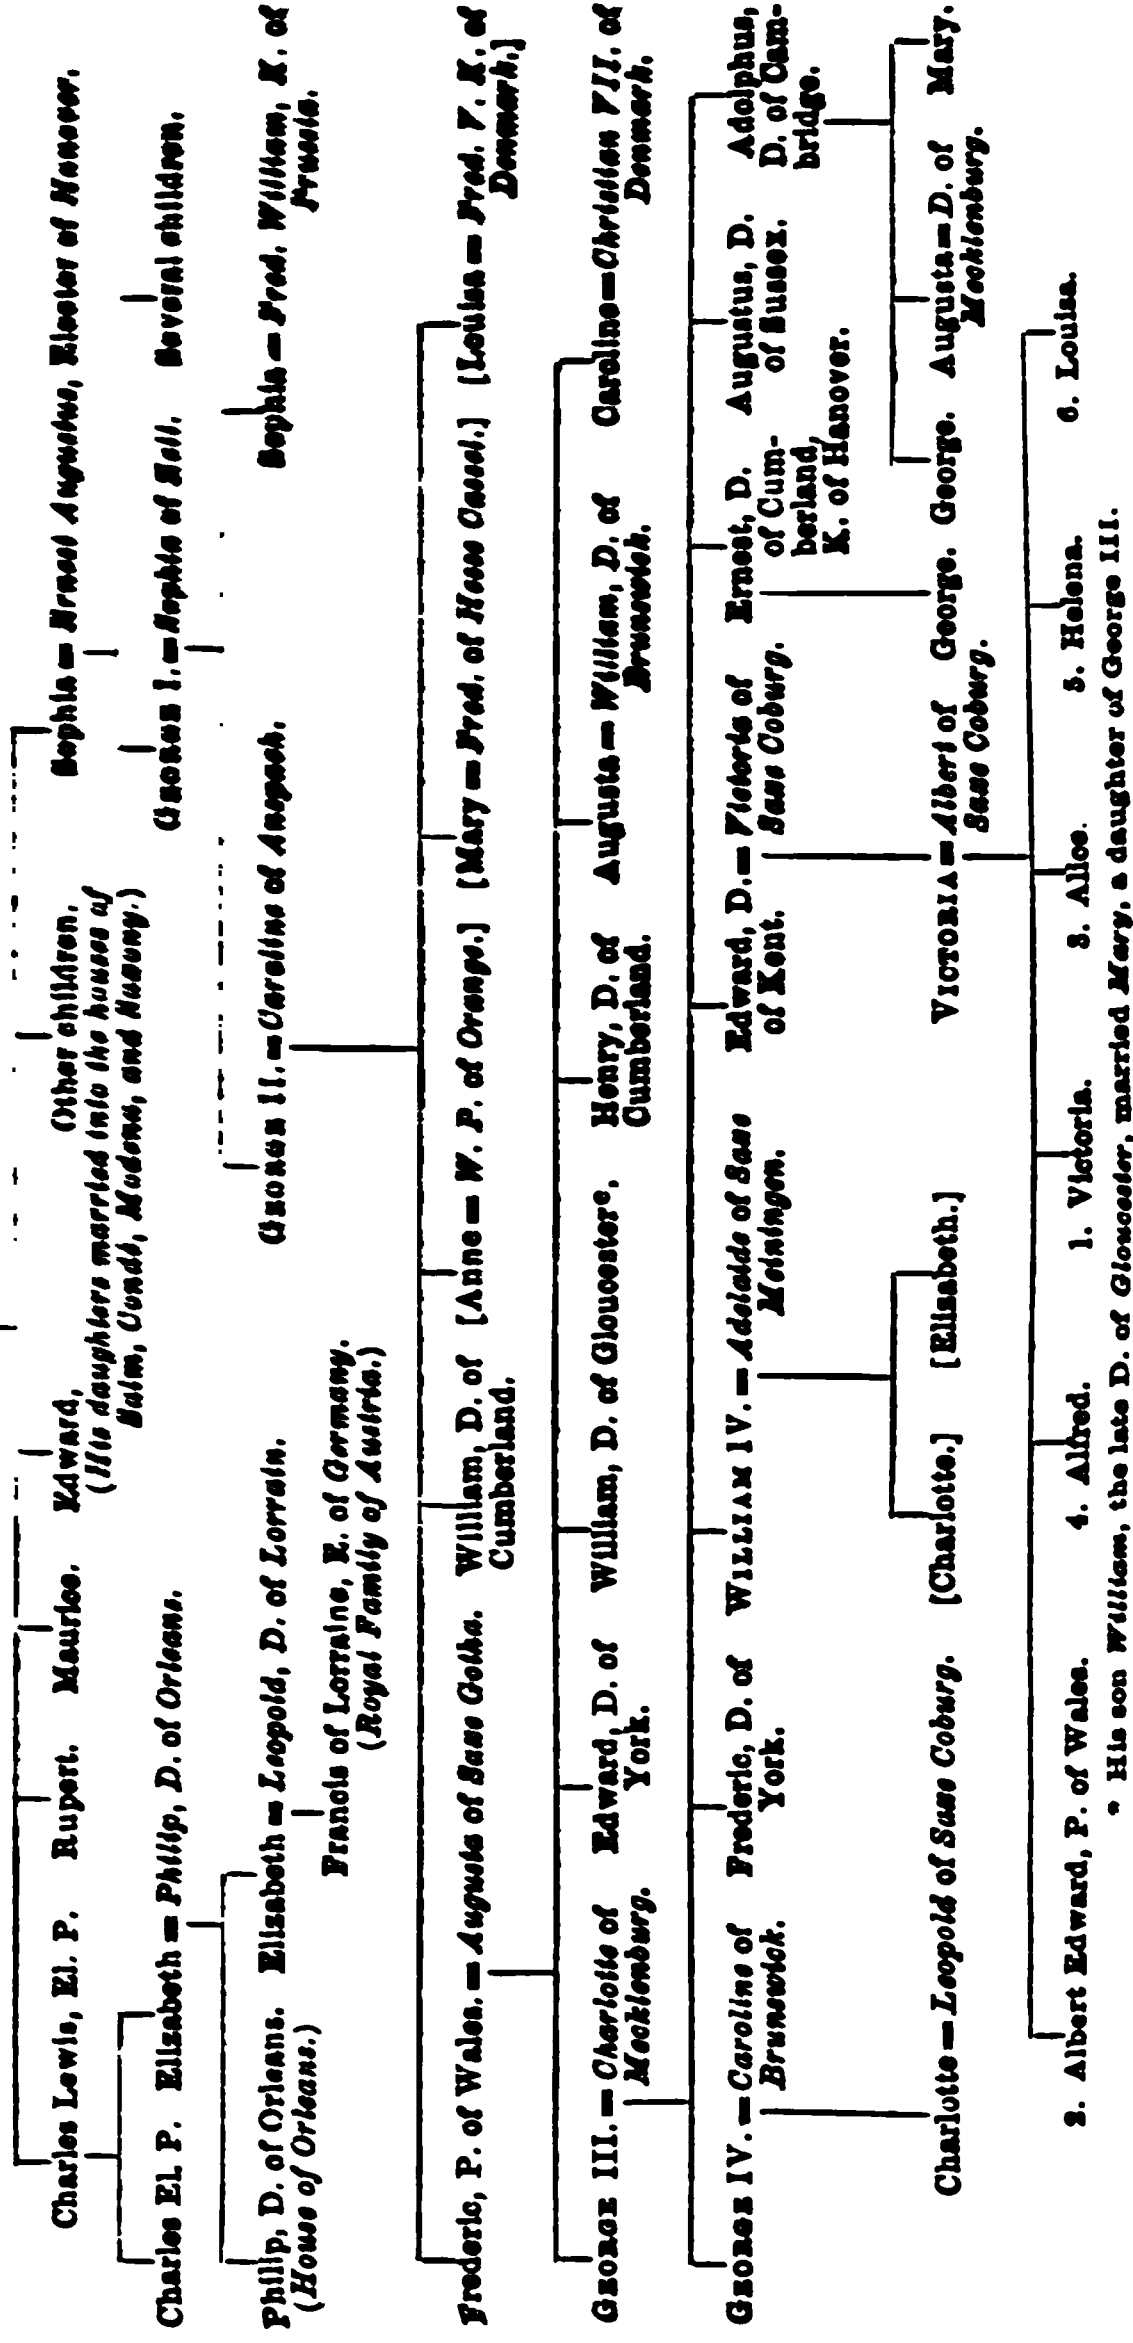 Charles Lewis, El. P. Rupert. Maurice. Edward, Other children. Sophia = Ernest Augustus, Elector of Hanover.
(His daughters married into the houses of
Salm, Condé, Modena, and Nassau.)
Charles El. P. Elizabeth = Philip, D. of Orleans. GEORGE I. = Sophia of Zell. Several children.
Philip, D. of Orleans. Elizabeth = Leopold, D. of Lorrain. GEORGE II. = Caroline of Anspach. Sophia = Fred. William, K. of
(House of Orleans.) Prussia.
Francis of Lorraine, E. of Germany.
(Royal Family of Austria.)
Frederic, P. of Wales. = Augusta of Saxe Gotha. William, D. of [Anne = W. P. of Orange.] [Mary = Fred. of Hesse Cassel.] [Louisa = Fred. V. K. of
Cumberland. Denmark.]
GEORGE III. = Charlotte of Edward, D. of William, D. of Gloucester*. Henry, D. of Augusta = William, D. of Caroline = Christian VII. of
Mecklenburg. York. Cumberland. Brunswick. Denmark.
GEORGE IV. = Caroline of Frederic, D. of WILLIAM IV. = Adelaide of Saxe Edward, D. = Victoria of Ernest, D. Augustus, D. Adolphus,
Brunswick. York. Meiningen. of Kent. Saxe Coburg. of Cum- of Sussex. D. of Cam-
berland, bridge.
K. of Hanover.
Charlotte = Leopold of Saxe Coburg. [Charlotte.] [Elizabeth.] VICTORIA = Albert of George. George. Augusta = D. of Mary.
Saxe Coburg. Mecklenburg.
2. Albert Edward, P. of Wales. 4. Alfred. 1. Victoria. 3. Alice. 5. Helena. 6. Louisa.
* His son William, the late D. of Gloucester, married Mary, a daughter of George III.